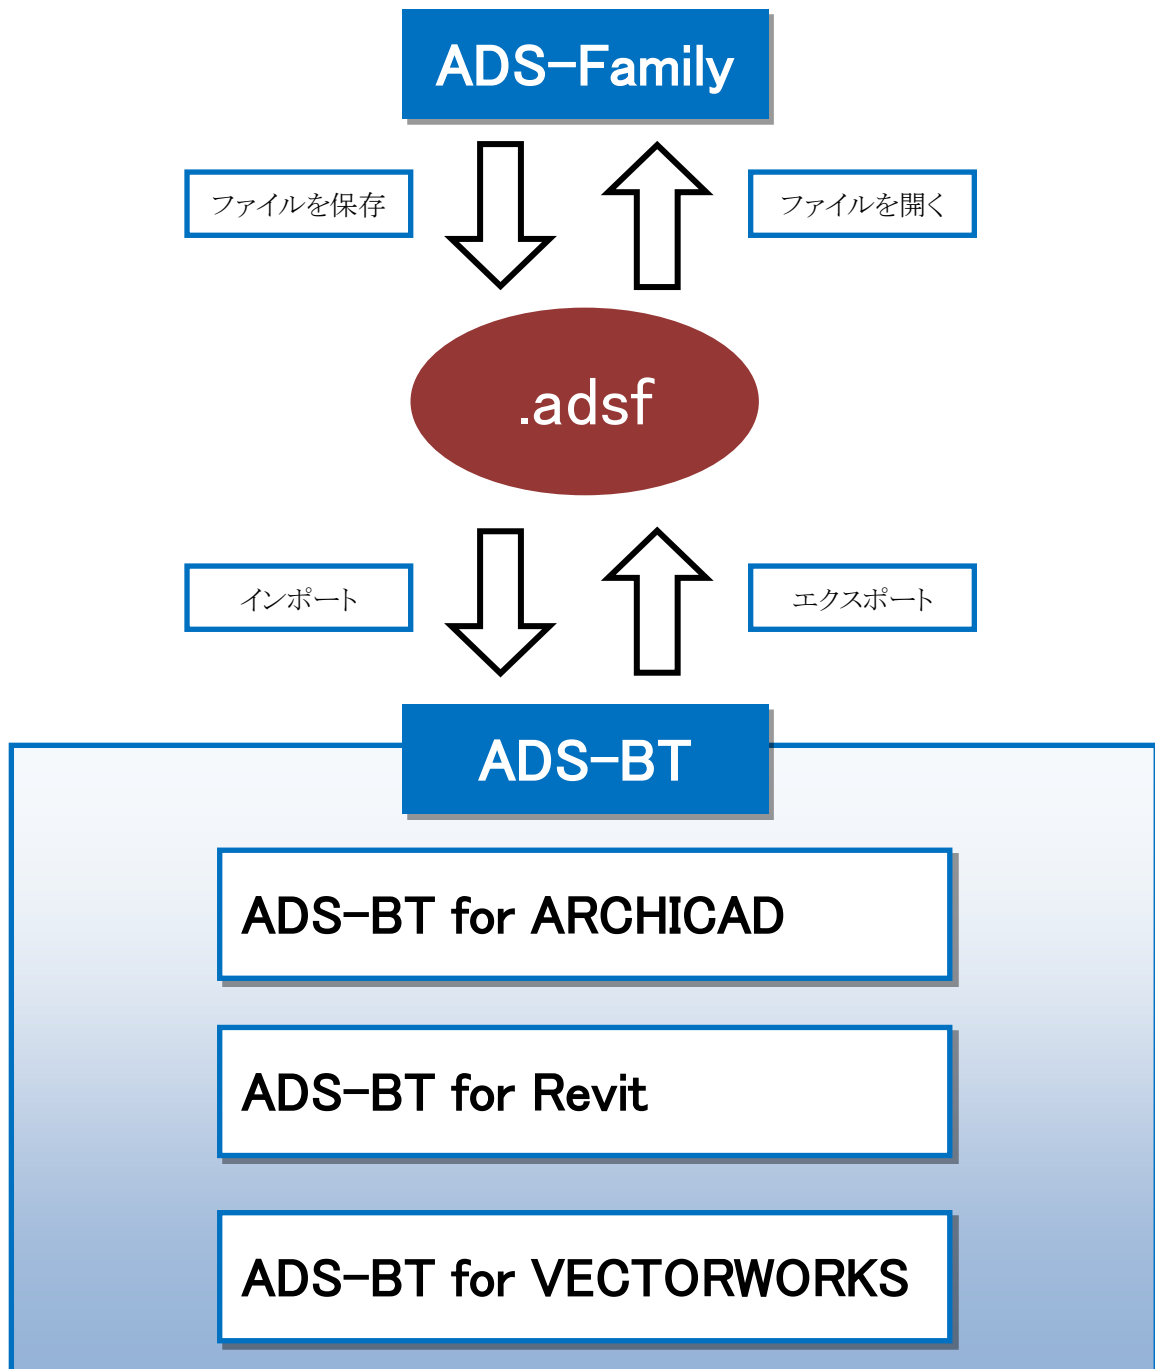 ADS-Family
ファイルを保存
ファイルを開く
.adsf
インポート
エクスポート
ADS-BT
ADS-BT for ARCHICAD
ADS-BT for Revit
ADS-BT for VECTORWORKS